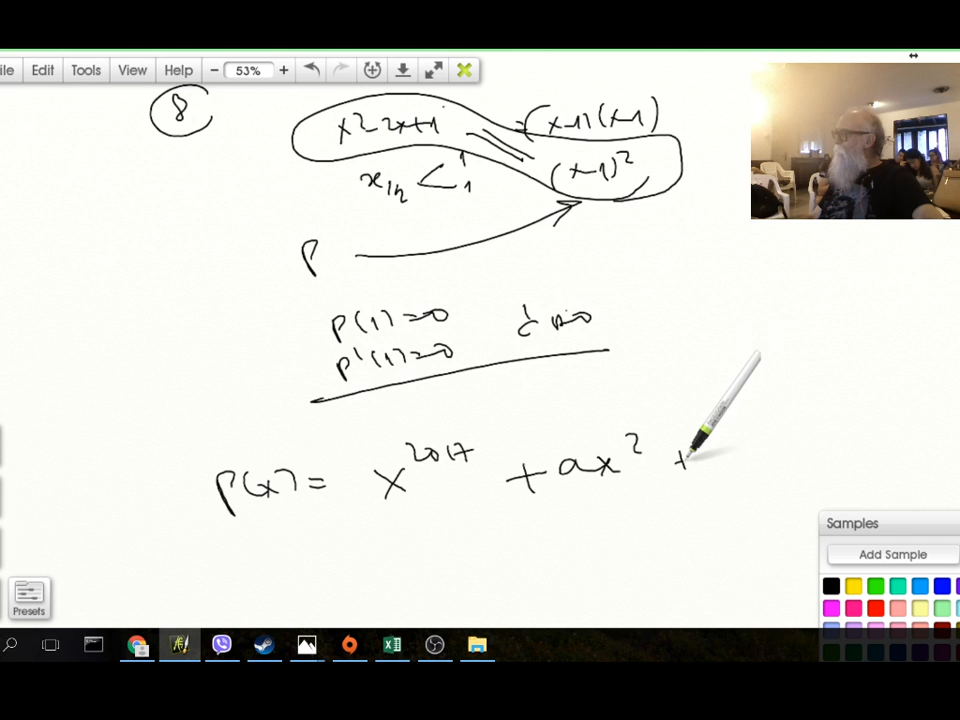 ile Edit Tools View Help − 53% +
8
x²-2x+1 = (x-1)(x-1)
(x-1)²
x₁/₂ < 1
1
P
P(1)=0
P'(1)=0
P(x) = x²⁰¹⁷ + ax² +
Samples
Add Sample
Presets